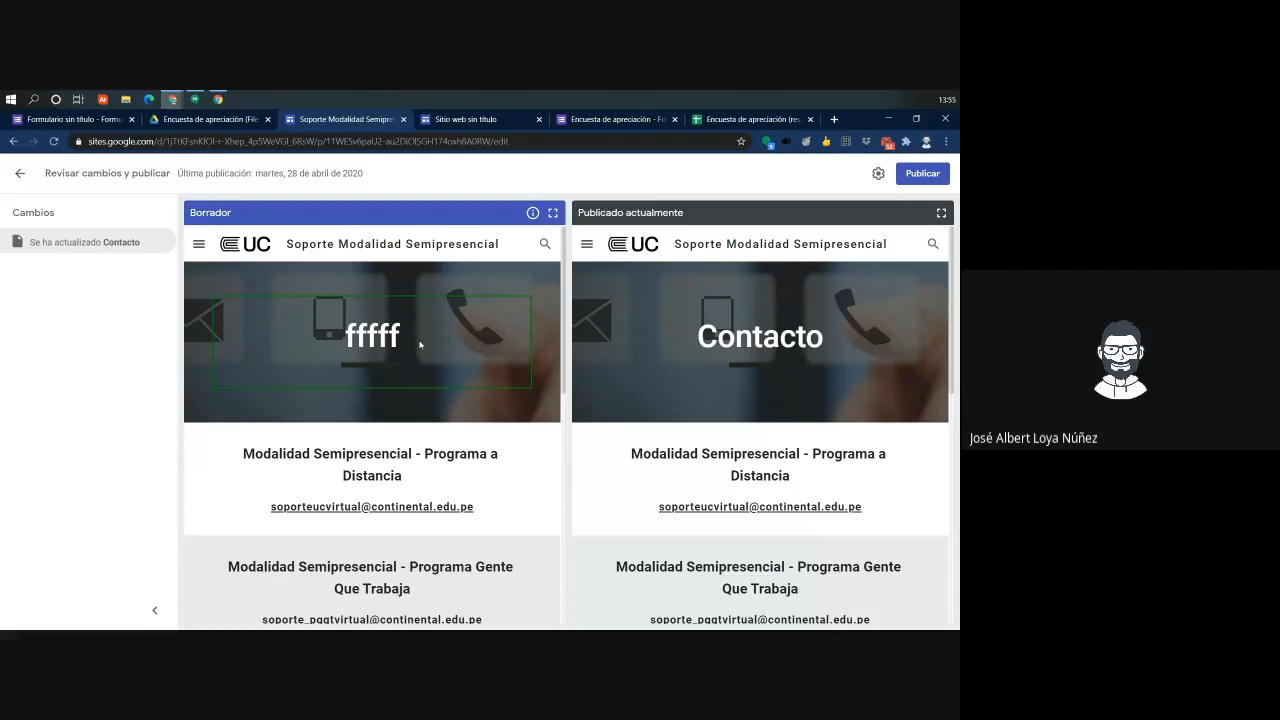 13:55
Formulario sin título - Formu
Encuesta de apreciación (File
Soporte Modalidad Semipres
Sitio web sin título
Encuesta de apreciación - Fo
Encuesta de apreciación (res
Revisar cambios y publicar
Última publicación: martes, 28 de abril de 2020
Publicar
Cambios
Se ha actualizado Contacto
Borrador
UC
Soporte Modalidad Semipresencial
fffff
Modalidad Semipresencial - Programa a
Distancia
soporteucvirtual@continental.edu.pe
Modalidad Semipresencial - Programa Gente
Que Trabaja
soporte_pgqtvirtual@continental.edu.pe
Publicado actualmente
UC
Soporte Modalidad Semipresencial
Contacto
Modalidad Semipresencial - Programa a
Distancia
soporteucvirtual@continental.edu.pe
Modalidad Semipresencial - Programa Gente
Que Trabaja
soporte_pgqtvirtual@continental.edu.pe
José Albert Loya Núñez